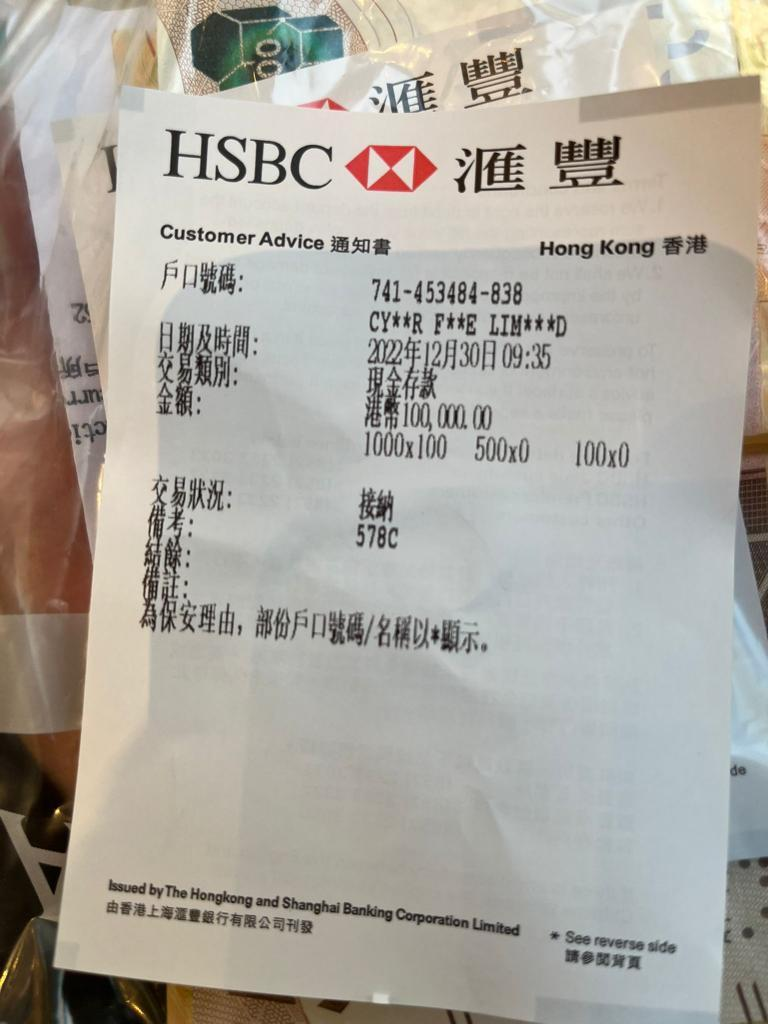 滙豐
HSBC 滙豐
Customer Advice 通知書
Hong Kong 香港
戶口號碼: 741-453484-838
CY**R F**E LIM***D
日期及時間: 2022年12月30日 09:35
交易類別: 現金存款
金額: 港幣100,000.00
1000x100 500x0 100x0
交易狀況: 接納
備考: 578C
結餘:
備註:
為保安理由, 部份戶口號碼/名稱以*顯示。
Issued by The Hongkong and Shanghai Banking Corporation Limited
由香港上海滙豐銀行有限公司刊發
* See reverse side
請參閱背頁